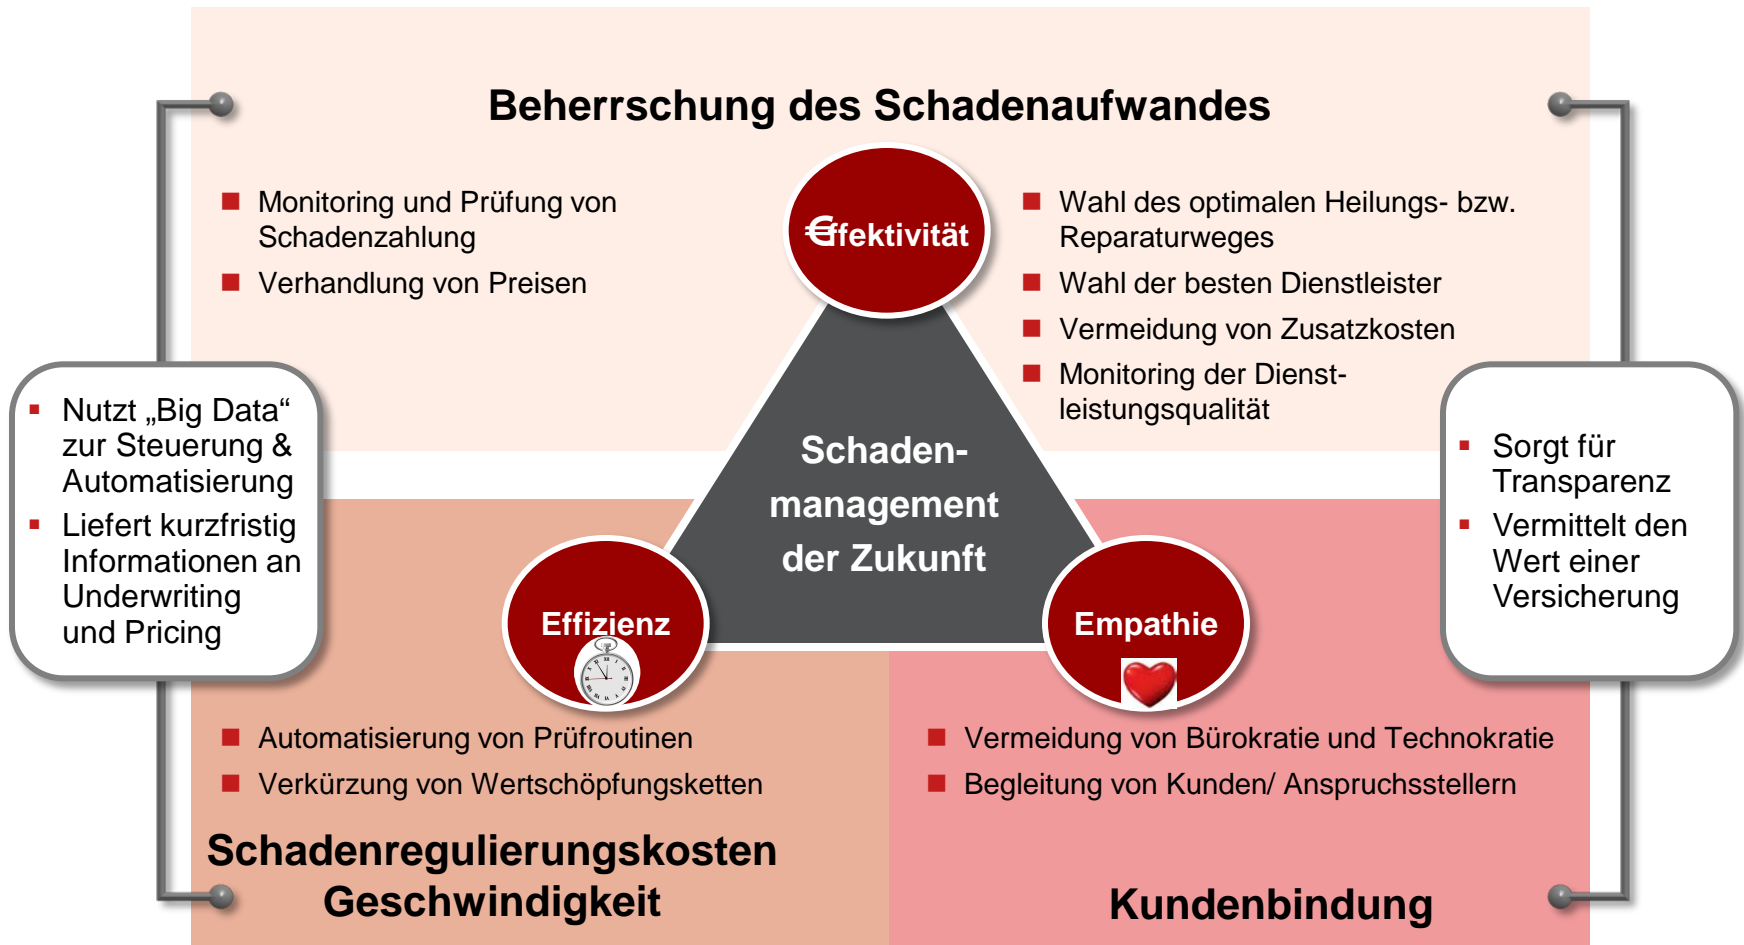 Beherrschung des Schadenaufwandes
Monitoring und Prüfung von
Schadenzahlung
Verhandlung von Preisen
€ffektivität
Wahl des optimalen Heilungs- bzw.
Reparaturweges
Wahl der besten Dienstleister
Vermeidung von Zusatzkosten
Monitoring der Dienst-
leistungsqualität
Nutzt „Big Data“
zur Steuerung &
Automatisierung
Liefert kurzfristig
Informationen an
Underwriting
und Pricing
Schaden-
management
der Zukunft
Sorgt für
Transparenz
Vermittelt den
Wert einer
Versicherung
Effizienz
Empathie
Automatisierung von Prüfroutinen
Verkürzung von Wertschöpfungsketten
Vermeidung von Bürokratie und Technokratie
Begleitung von Kunden/ Anspruchsstellern
Schadenregulierungskosten
Geschwindigkeit
Kundenbindung